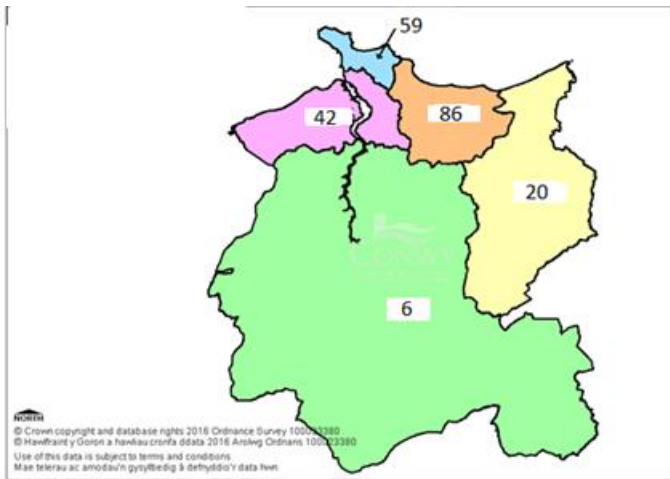 59
42
86
20
CONWY
6
NORTH
© Crown copyright and database rights 2016 Ordnance Survey 100023380
© Hawlfraint y Goron a hawliau cronfa ddata 2016 Arolwg Ordnans 100023380
Use of this data is subject to terms and conditions
Mae telerau ac amodau'n gysylltiedig â defnyddio'r data hwn